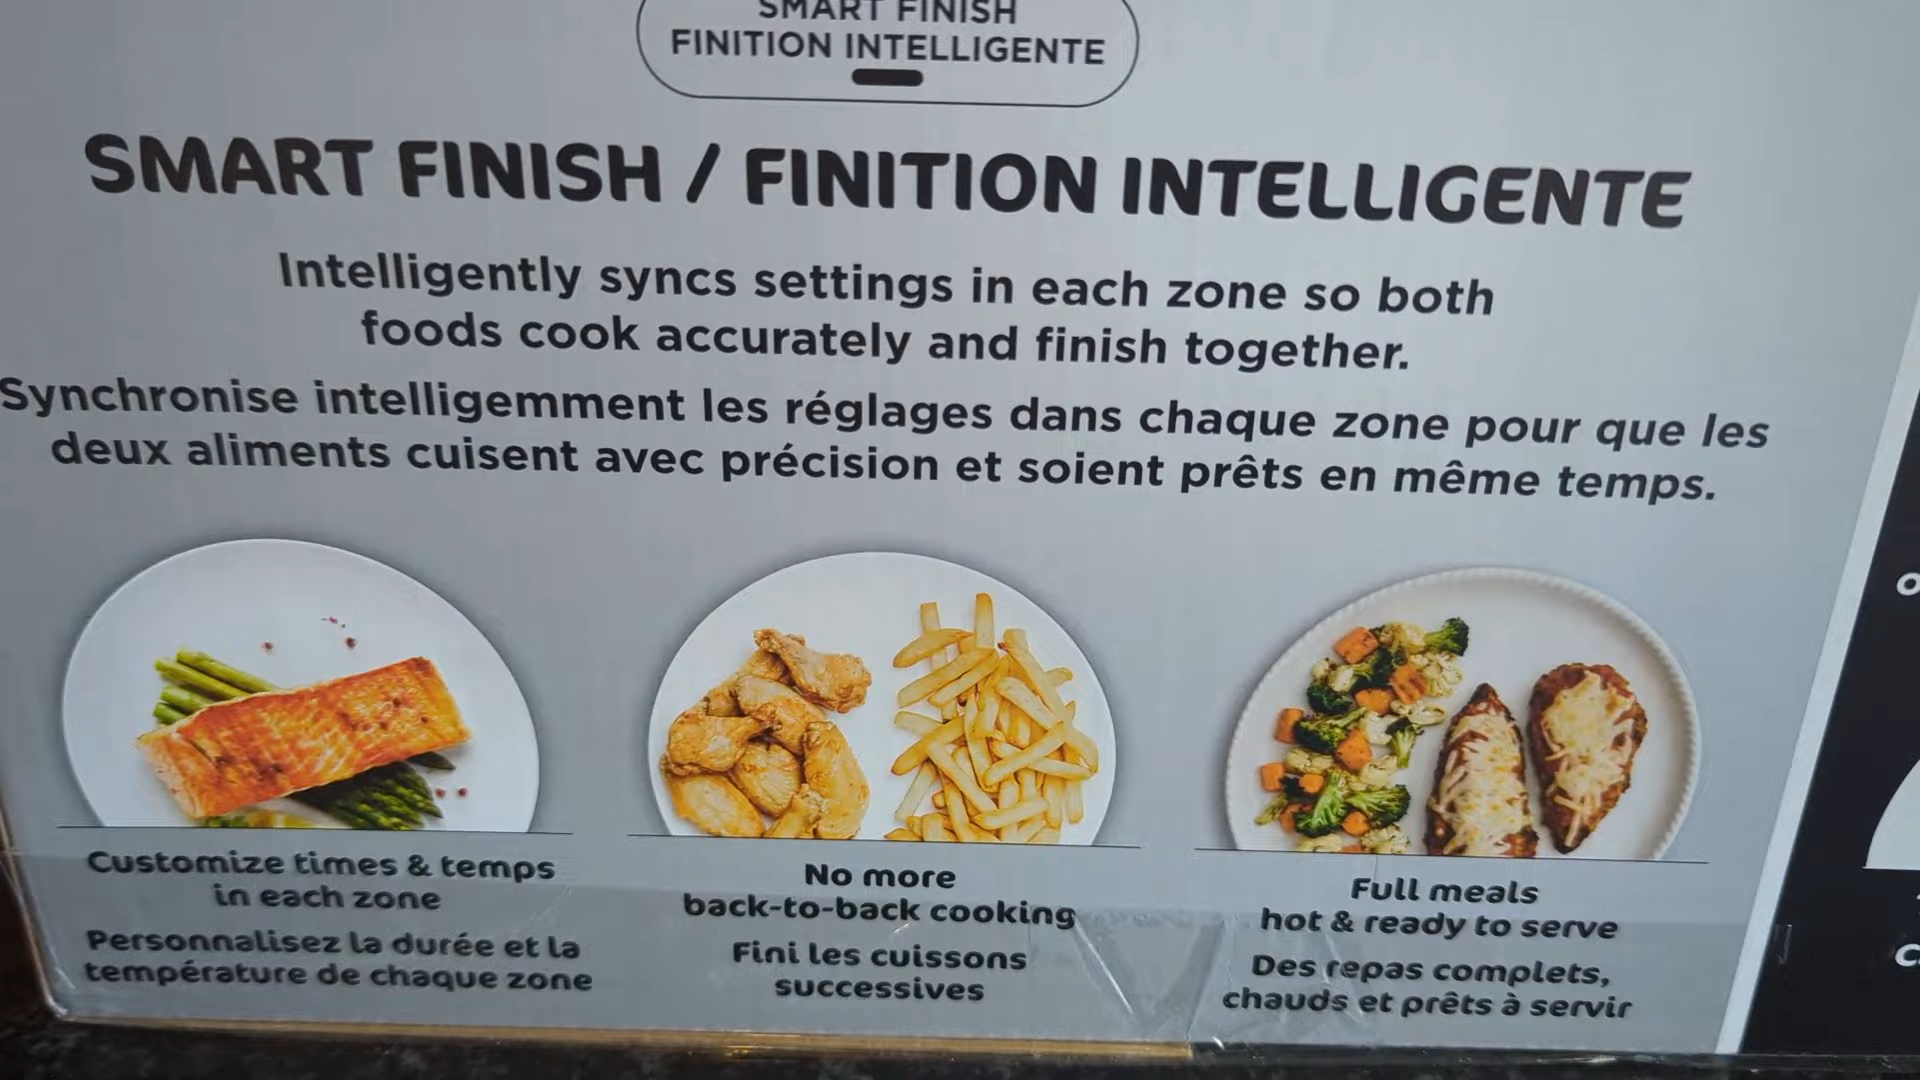 SMART FINISH
FINITION INTELLIGENTE
SMART FINISH / FINITION INTELLIGENTE
Intelligently syncs settings in each zone so both
foods cook accurately and finish together.
Synchronise intelligemment les réglages dans chaque zone pour que les
deux aliments cuisent avec précision et soient prêts en même temps.
Customize times & temps
in each zone
Personnalisez la durée et la
température de chaque zone
No more
back-to-back cooking
Fini les cuissons
successives
Full meals
hot & ready to serve
Des repas complets,
chauds et prêts à servir